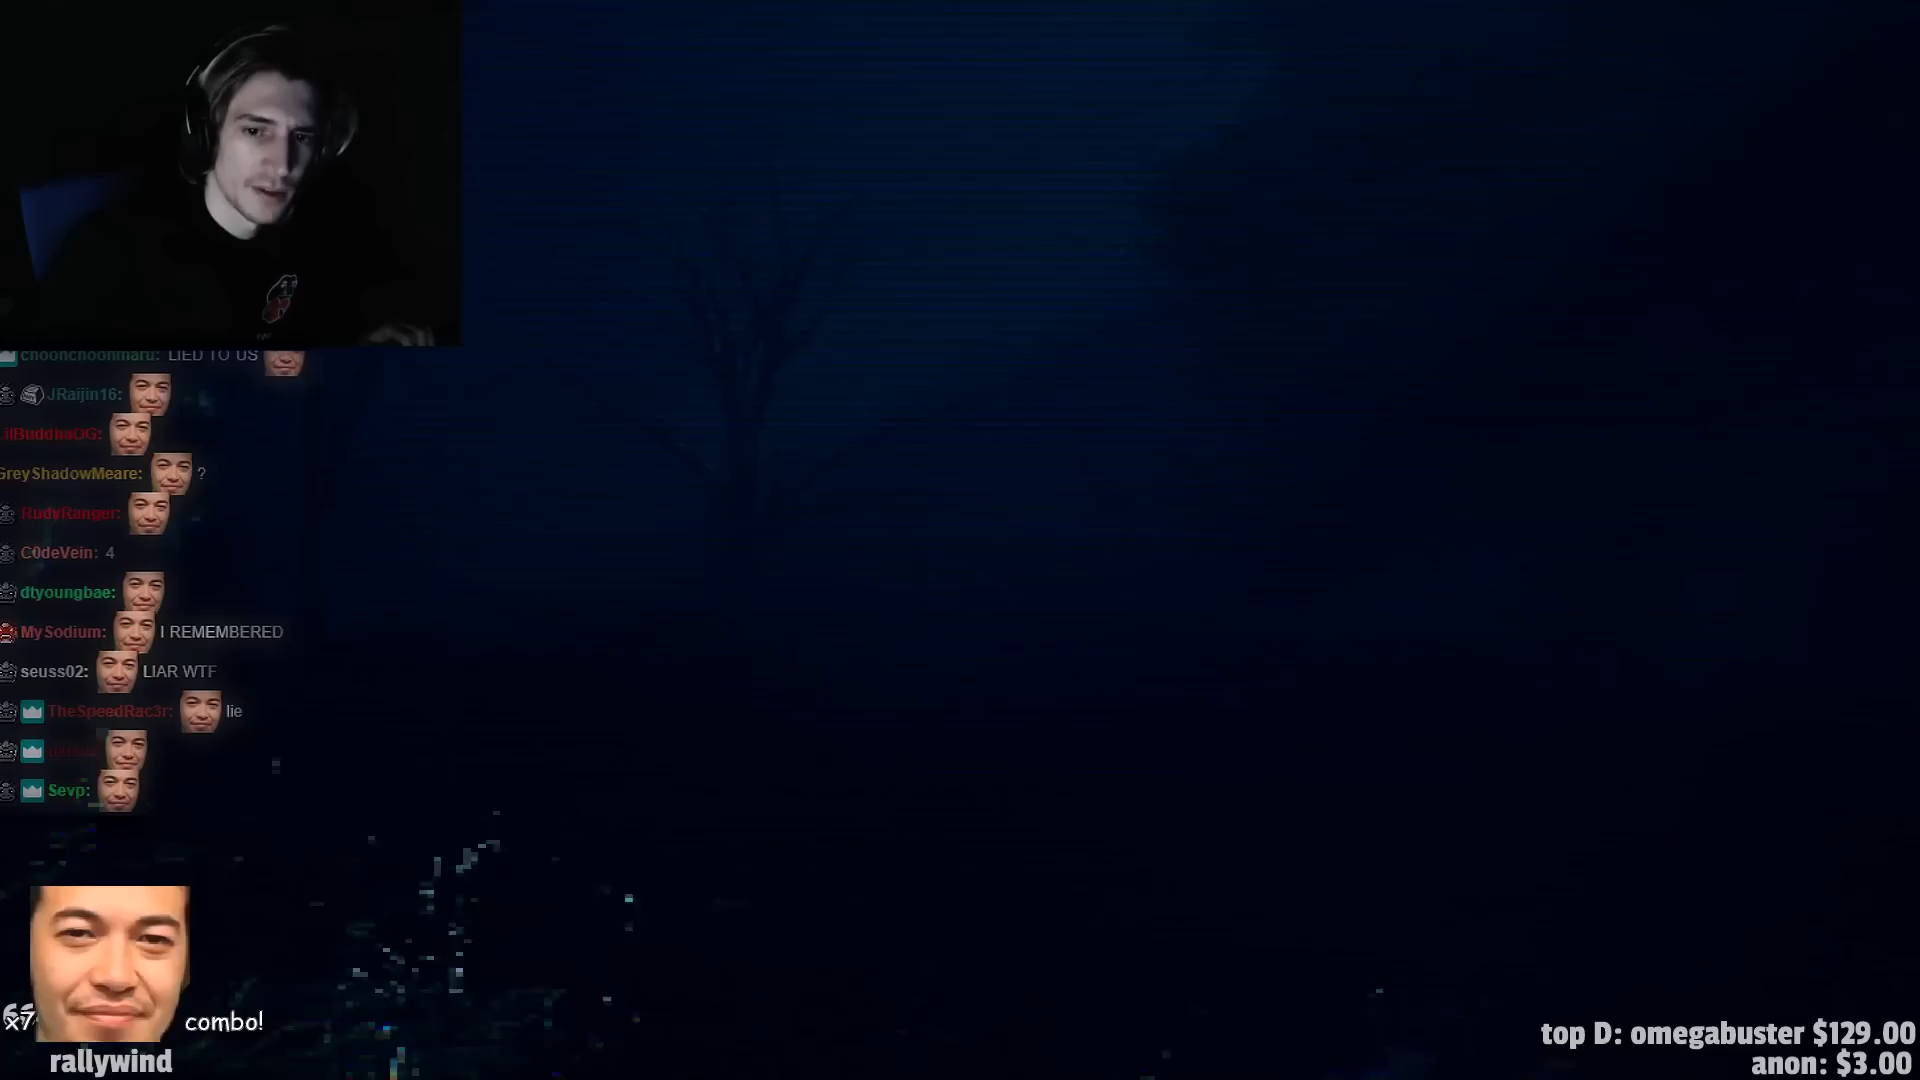 choonchoonmaru: LIED TO US
JRaijin16:
LilBuddhaOG:
GreyShadowMeare: ?
RudyRanger:
C0deVein: 4
dtyoungbae:
MySodium: I REMEMBERED
seuss02: LIAR WTF
TheSpeedRac3r: lie
Sevp:
x7 combo!
rallywind
top D: omegabuster $129.00
anon: $3.00